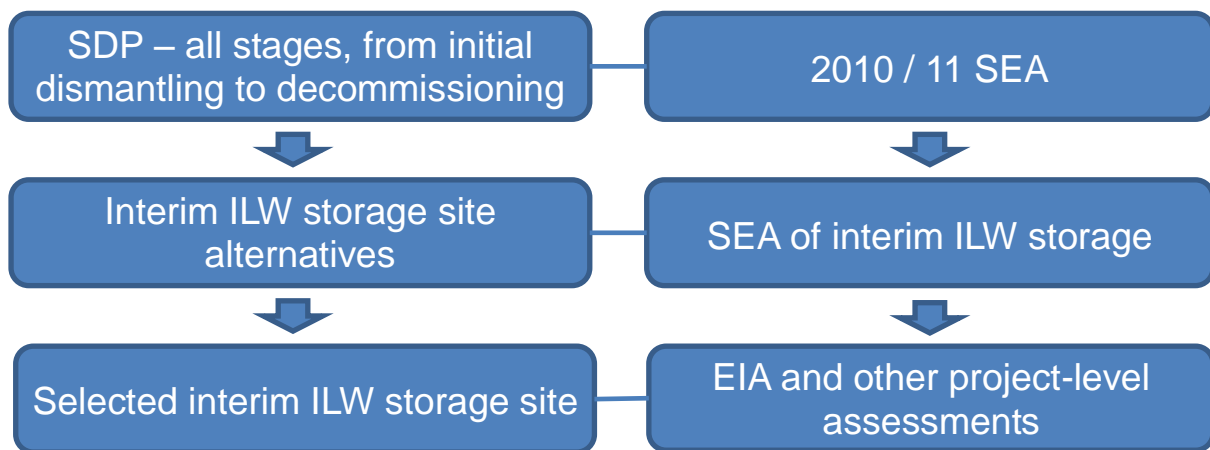 SDP – all stages, from initial
dismantling to decommissioning
2010 / 11 SEA
Interim ILW storage site
alternatives
SEA of interim ILW storage
Selected interim ILW storage site
EIA and other project-level
assessments